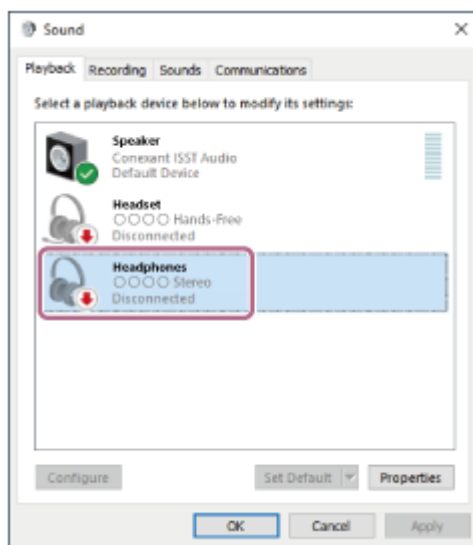 Sound
Playback Recording Sounds Communications
Select a playback device below to modify its settings:
Speaker
Conexant ISST Audio
Default Device
Headset
○○○○ Hands-Free
Disconnected
Headphones
○○○○ Stereo
Disconnected
Configure Set Default Properties
OK Cancel Apply